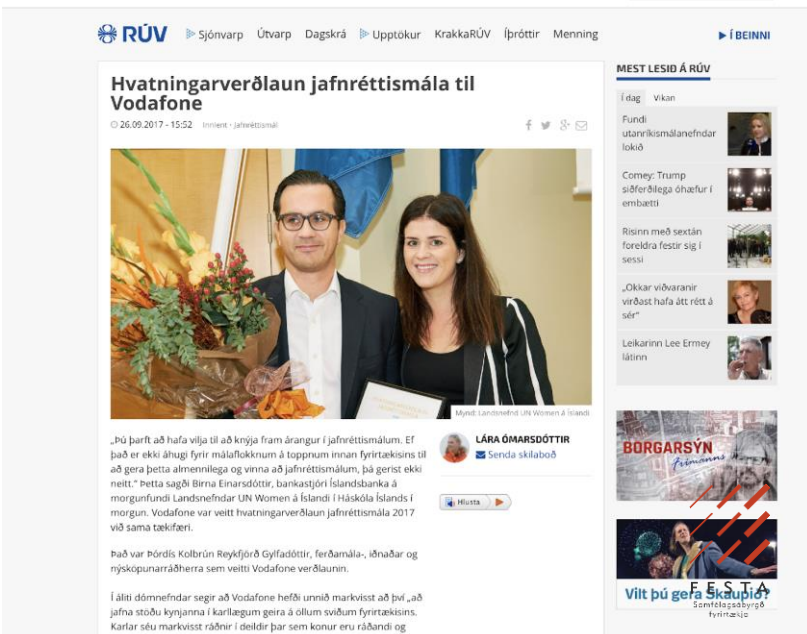 RÚV
Sjónvarp Útvarp Dagskrá Upptökur KrakkaRÚV Íþróttir Menning
Í BEINNI
Hvatningarverðlaun jafnréttismála til
Vodafone
26.09.2017 - 15:52 Innlent · Jafnréttismál
Mynd: Landsnefnd UN Women á Íslandi
„Þú þarft að hafa vilja til að knýja fram árangur í jafnréttismálum. Ef
það er ekki áhugi fyrir málaflokknum á toppnum innan fyrirtækisins til
að gera þetta almennilega og vinna að jafnréttismálum, þá gerist ekki
neitt." Þetta sagði Birna Einarsdóttir, bankastjóri Íslandsbanka á
morgunfundi Landsnefndar UN Women á Íslandi í Háskóla Íslands í
morgun. Vodafone var veitt hvatningarverðlaun jafnréttismála 2017
við sama tækifæri.
Það var Þórdís Kolbrún Reykfjörð Gylfadóttir, ferðamála-, iðnaðar og
nýsköpunarráðherra sem veitti Vodafone verðlaunin.
Í áliti dómnefndar segir að Vodafone hefði unnið markvisst að því „að
jafna stöðu kynjanna í karllægum geira á öllum sviðum fyrirtækisins.
Karlar séu markvisst ráðnir í deildir þar sem konur eru ráðandi og
LÁRA ÓMARSDÓTTIR
Senda skilaboð
Hlusta
MEST LESIÐ Á RÚV
Í dag Vikan
Fundi
utanríkismálanefndar
lokið
Comey: Trump
siðferðilega óhæfur í
embætti
Risinn með sextán
foreldra festir sig í
sessi
„Okkar viðvaranir
virðast hafa átt rétt á
sér"
Leikarinn Lee Ermey
látinn
BORGARSÝN
Frímanns
Vilt þú gera Skaupið?
FESTA
Samfélagsábyrgð
fyrirtækja